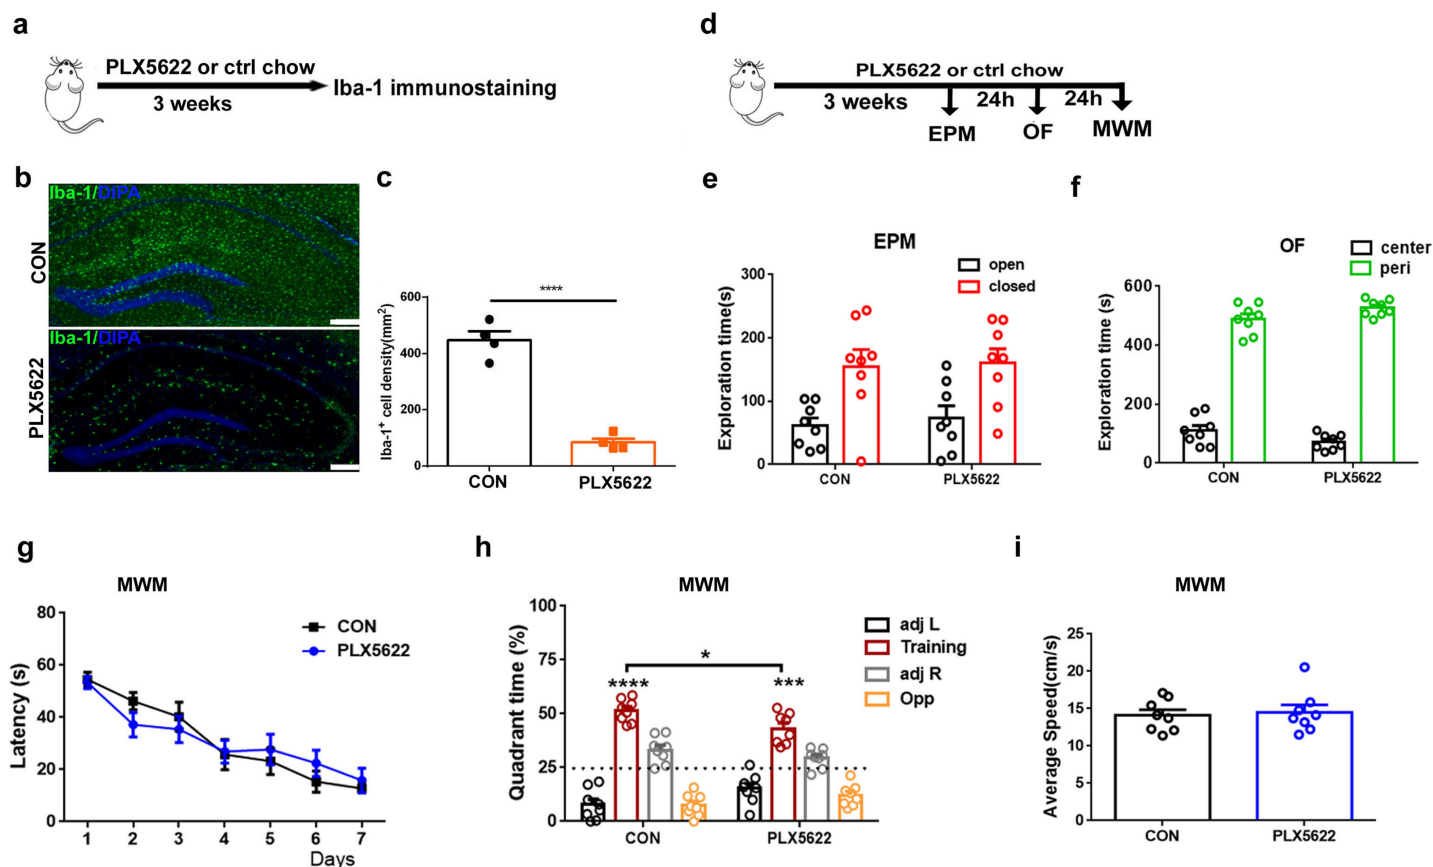 a
PLX5622 or ctrl chow
3 weeks
Iba-1 immunostaining
d
PLX5622 or ctrl chow
3 weeks
24h
24h
EPM
OF
MWM
b
Iba-1/DIPA
CON
Iba-1/DIPA
PLX5622
c
Iba-1+ cell density(mm2)
600
400
200
0
****
CON
PLX5622
e
EPM
open
closed
Exploration time(s)
300
200
100
0
CON
PLX5622
f
OF
center
peri
Exploration time (s)
600
400
200
0
CON
PLX5622
g
MWM
CON
PLX5622
Latency (s)
80
60
40
20
0
1 2 3 4 5 6 7
Days
h
MWM
Quadrant time (%)
100
75
50
25
0
*
****
***
adj L
Training
adj R
Opp
CON
PLX5622
i
MWM
Average Speed(cm/s)
25
20
15
10
5
0
CON
PLX5622